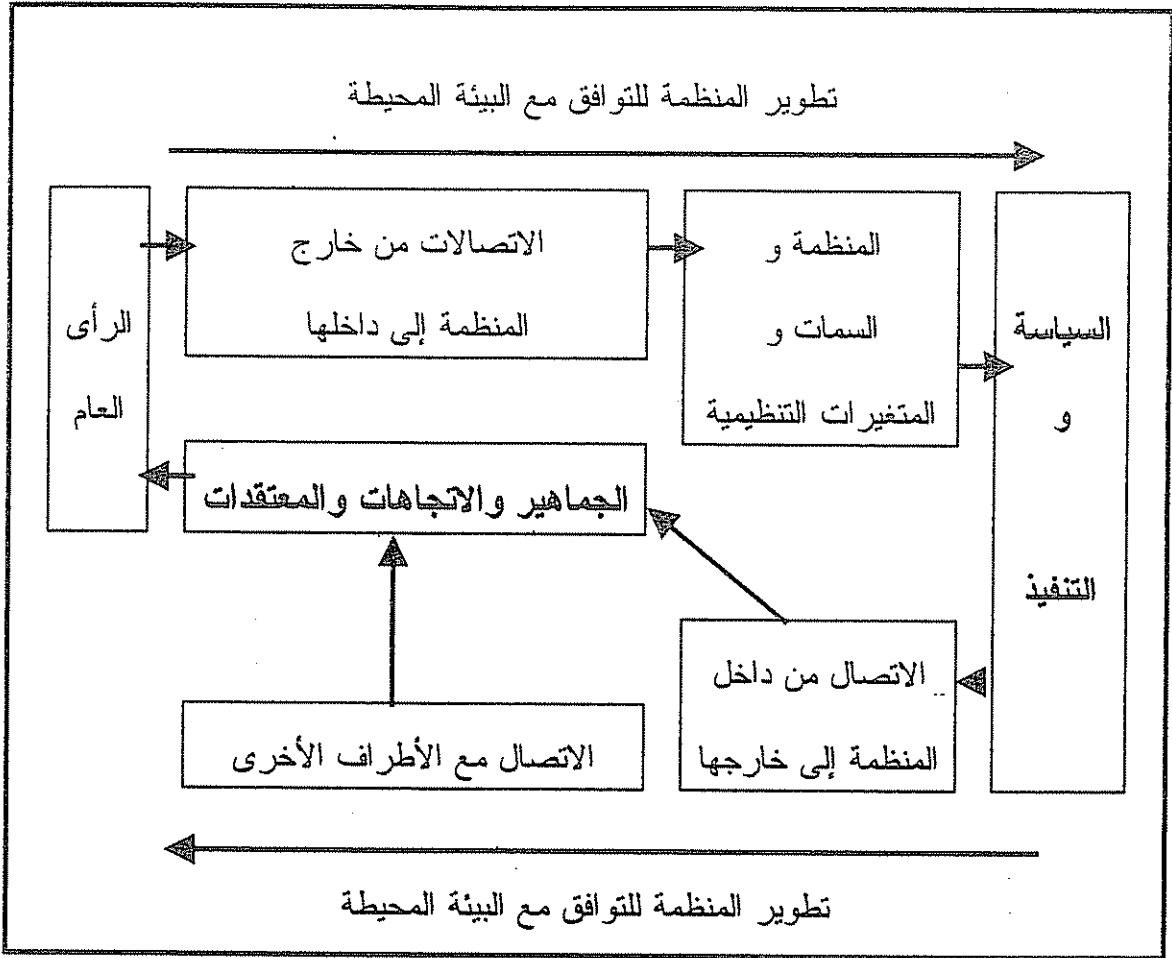 تطوير المنظمة للتوافق مع البيئة المحيطة
السياسة
و
التنفيذ
المنظمة و
السمات و
المتغيرات التنظيمية
الاتصالات من خارج
المنظمة إلى داخلها
الرأى
العام
الجماهير والاتجاهات والمعتقدات
الاتصال من داخل
المنظمة إلى خارجها
الاتصال مع الأطراف الأخرى
تطوير المنظمة للتوافق مع البيئة المحيطة